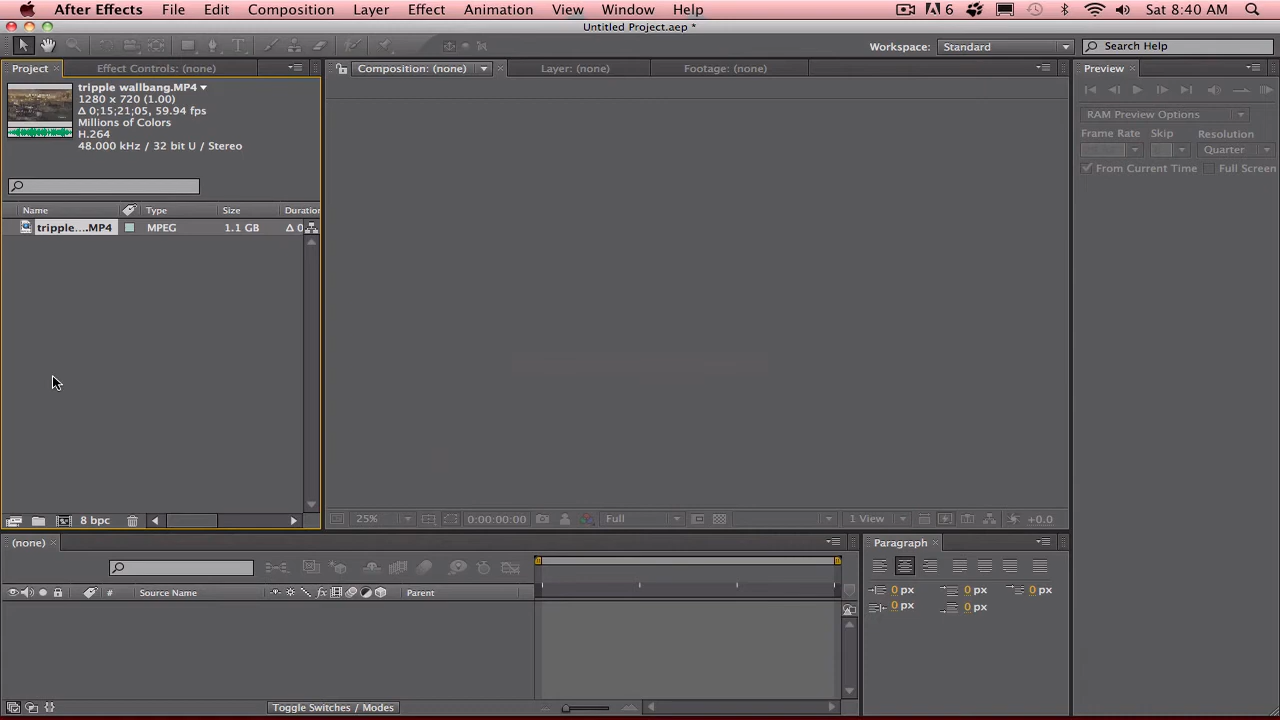 After Effects File Edit Composition Layer Effect Animation View Window Help 6 Sat 8:40 AM
Untitled Project.aep *
T Workspace: Standard Search Help
Project Effect Controls: (none) Composition: (none) Layer: (none) Footage: (none) Preview
tripple wallbang.MP4
1280 x 720 (1.00)
Δ 0;15;21;05, 59.94 fps
Millions of Colors
H.264
48.000 kHz / 32 bit U / Stereo
RAM Preview Options
Frame Rate Skip Resolution
Quarter
From Current Time Full Screen
Name Type Size Duration
tripple....MP4 MPEG 1.1 GB Δ 0
8 bpc 25% 0:00:00:00 Full 1 View +0.0
(none) Paragraph
# Source Name fx Parent
0 px 0 px 0 px
0 px 0 px
Toggle Switches / Modes